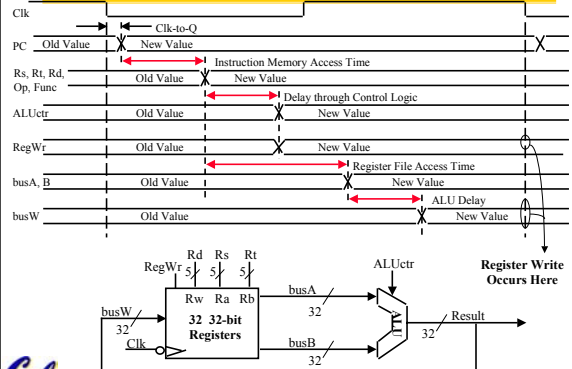 Clk
Clk-to-Q
PC Old Value New Value
Instruction Memory Access Time
Rs, Rt, Rd,
Op, Func
Old Value New Value
Delay through Control Logic
ALUctr Old Value New Value
RegWr Old Value New Value
Register File Access Time
busA, B Old Value New Value
ALU Delay
busW Old Value New Value
Register Write
Occurs Here
Rd Rs Rt
RegWr 5 5 5
ALUctr
Rw Ra Rb
busA
32
busW
32
32 32-bit
Registers
Clk
busB
32
ALU
32
Result